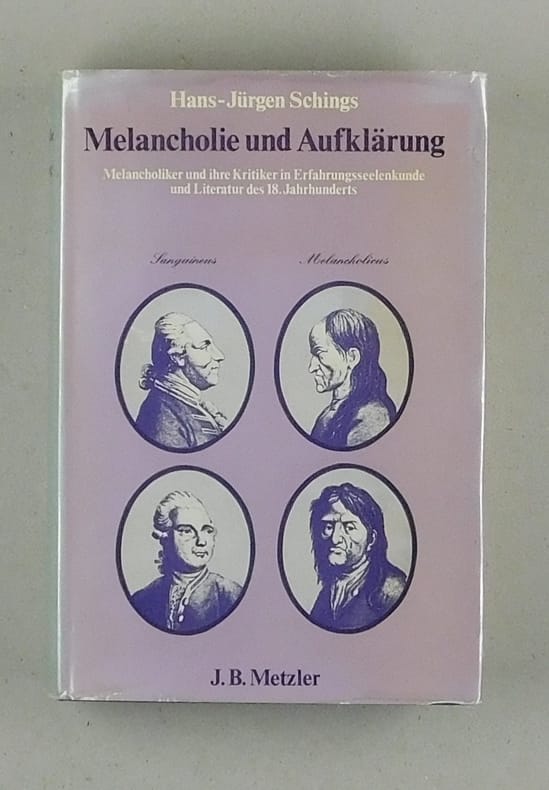 Hans-Jürgen Schings
Melancholie und Aufklärung
Melancholiker und ihre Kritiker in Erfahrungsseelenkunde
und Literatur des 18. Jahrhunderts
Sanguineus Melancholicus
J. B. Metzler